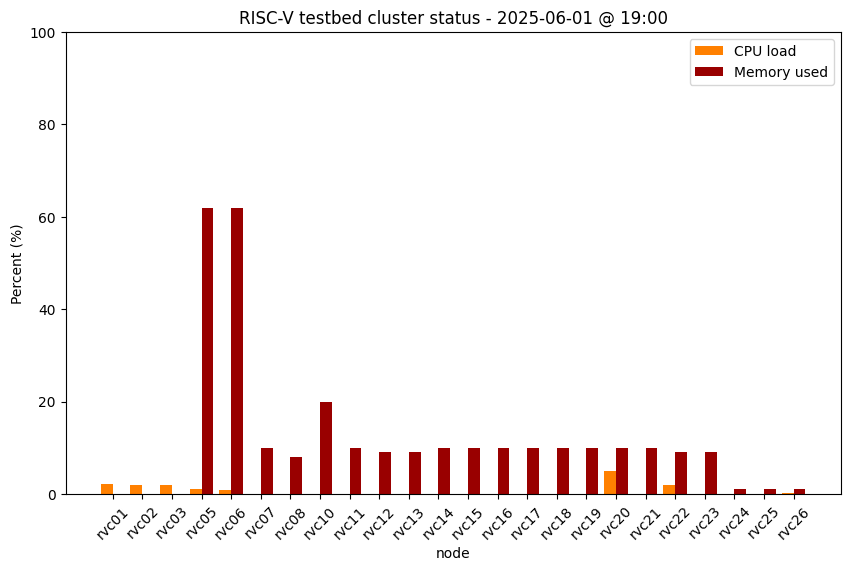 RISC-V testbed cluster status - 2025-06-01 @ 19:00
CPU load
Memory used
Percent (%)
100
80
60
40
20
0
rvc01 rvc02 rvc03 rvc05 rvc06 rvc07 rvc08 rvc10 rvc11 rvc12 rvc13 rvc14 rvc15 rvc16 rvc17 rvc18 rvc19 rvc20 rvc21 rvc22 rvc23 rvc24 rvc25 rvc26
node